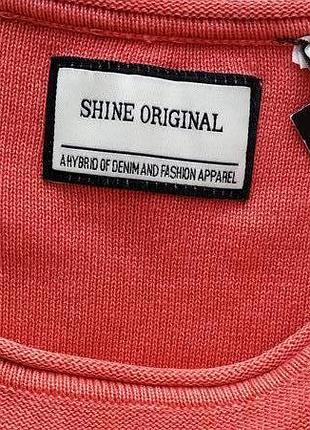 SHINE ORIGINAL
A HYBRID OF DENIM AND FASHION APPAREL